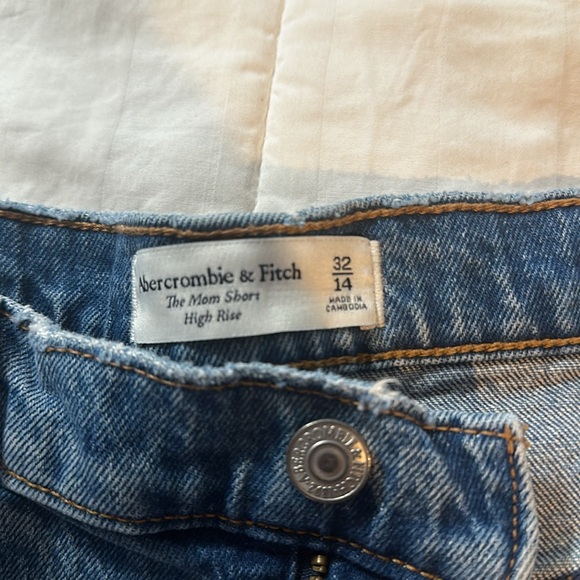 Abercrombie & Fitch
The Mom Short
High Rise
32
14
MADE IN
CAMBODIA